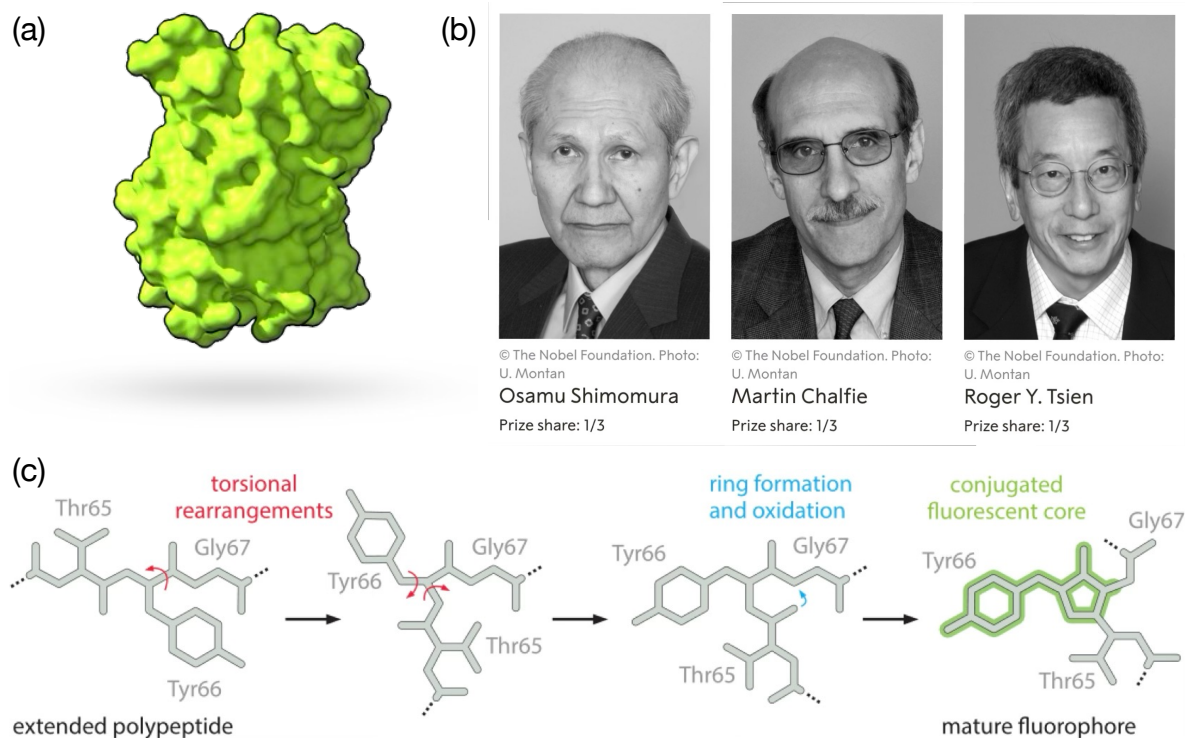 (a)
(b)
© The Nobel Foundation. Photo:
U. Montan
Osamu Shimomura
Prize share: 1/3
© The Nobel Foundation. Photo:
U. Montan
Martin Chalfie
Prize share: 1/3
© The Nobel Foundation. Photo:
U. Montan
Roger Y. Tsien
Prize share: 1/3
(c)
Thr65
torsional
rearrangements
Gly67
Tyr66
extended polypeptide
Tyr66
Gly67
Thr65
ring formation
and oxidation
Tyr66
Gly67
Thr65
conjugated
fluorescent core
Gly67
Tyr66
Thr65
mature fluorophore